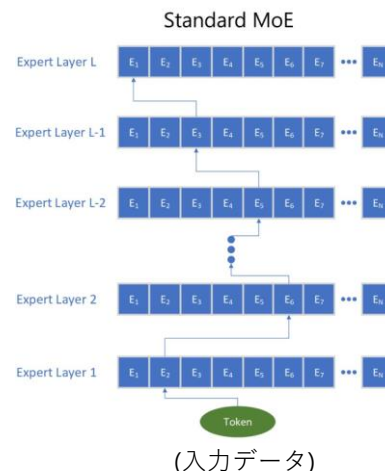 Standard MoE
Expert Layer L E₁ E₂ E₃ E₄ E₅ E₆ E₇ ••• Eₙ
Expert Layer L-1 E₁ E₂ E₃ E₄ E₅ E₆ E₇ ••• Eₙ
Expert Layer L-2 E₁ E₂ E₃ E₄ E₅ E₆ E₇ ••• Eₙ
Expert Layer 2 E₁ E₂ E₃ E₄ E₅ E₆ E₇ ••• Eₙ
Expert Layer 1 E₁ E₂ E₃ E₄ E₅ E₆ E₇ ••• Eₙ
Token
(入力データ)